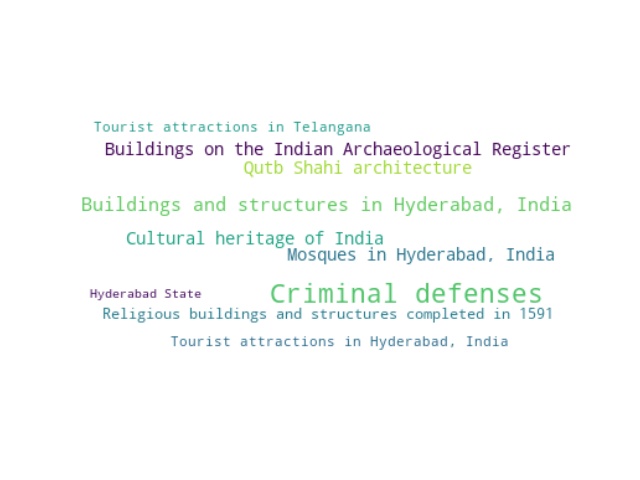 Tourist attractions in Telangana
Buildings on the Indian Archaeological Register
Qutb Shahi architecture
Buildings and structures in Hyderabad, India
Cultural heritage of India
Mosques in Hyderabad, India
Hyderabad State
Criminal defenses
Religious buildings and structures completed in 1591
Tourist attractions in Hyderabad, India